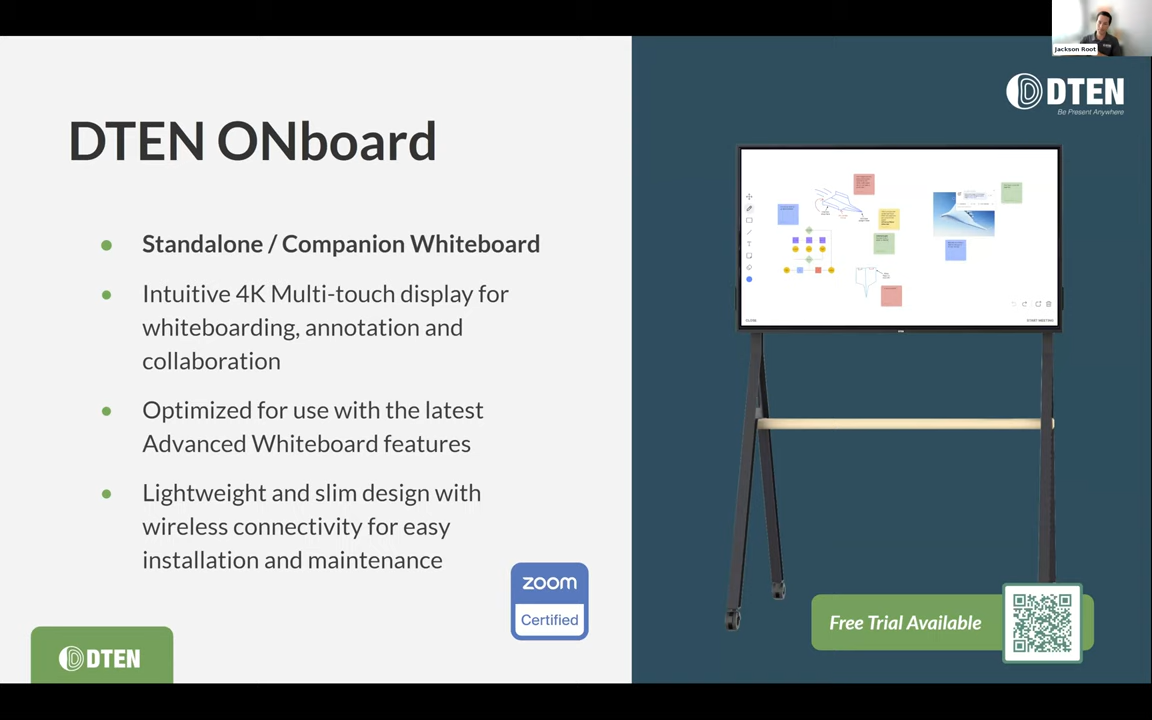 Jackson Root
DTEN
Be Present Anywhere
DTEN ONboard
Standalone / Companion Whiteboard
Intuitive 4K Multi-touch display for
whiteboarding, annotation and
collaboration
Optimized for use with the latest
Advanced Whiteboard features
Lightweight and slim design with
wireless connectivity for easy
installation and maintenance
zoom
Certified
DTEN
START MEETING
Free Trial Available